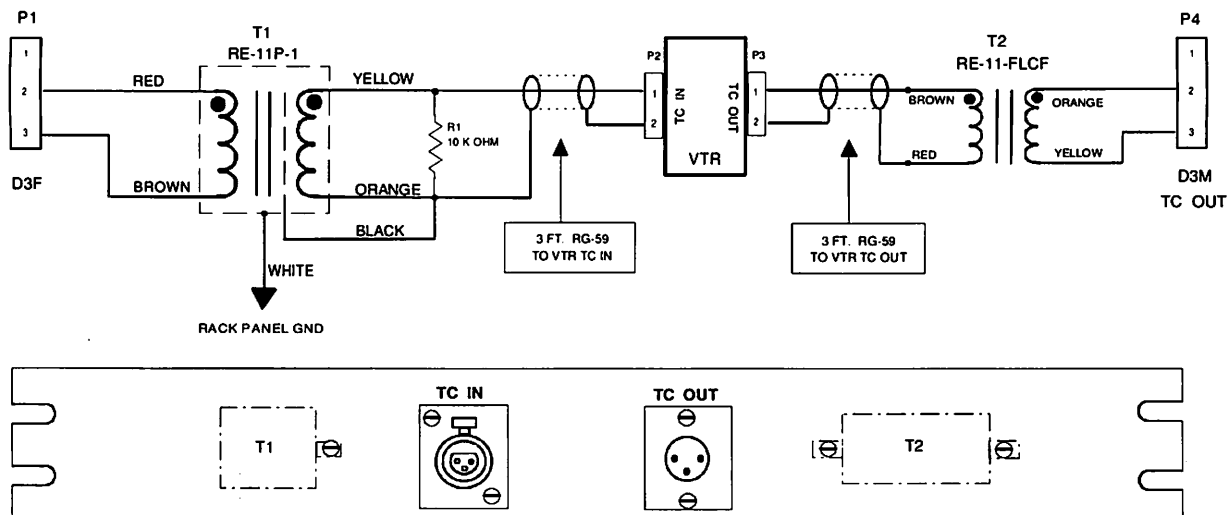 P1
1
2
3
D3F
RED
BROWN
T1
RE-11P-1
YELLOW
R1
10 K OHM
ORANGE
BLACK
WHITE
RACK PANEL GND
3 FT. RG-59
TO VTR TC IN
P2
1
2
TC IN
VTR
TC OUT
P3
1
2
3 FT. RG-59
TO VTR TC OUT
BROWN
RED
T2
RE-11-FLCF
ORANGE
YELLOW
P4
1
2
3
D3M
TC OUT
T1
TC IN
TC OUT
T2